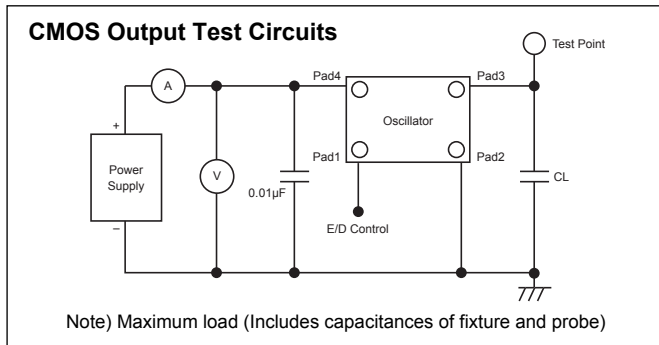 CMOS Output Test Circuits
Test Point
Pad4
Pad3
A
Oscillator
+
Power
Supply
V
Pad1
Pad2
0.01μF
CL
E/D Control
–
Note) Maximum load (Includes capacitances of fixture and probe)